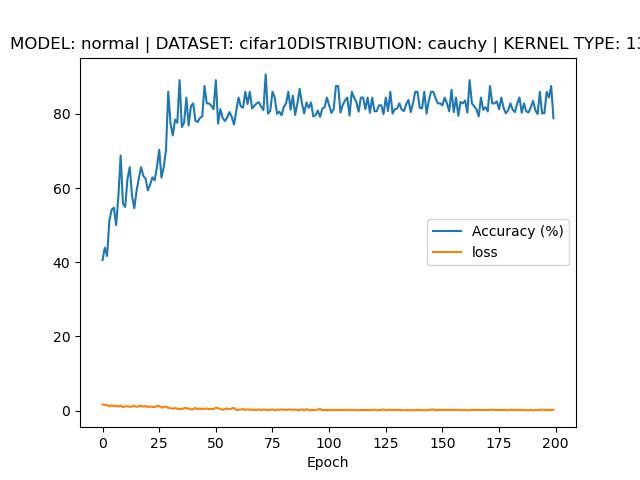 MODEL: normal | DATASET: cifar10DISTRIBUTION: cauchy | KERNEL TYPE: 13
80
60
40
20
0
Accuracy (%)
loss
0 25 50 75 100 125 150 175 200
Epoch